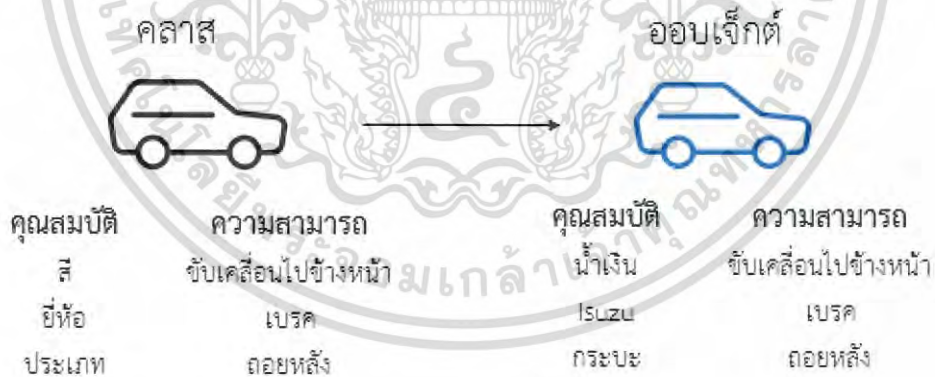 คลาส ออบเจ็กต์
คุณสมบัติ ความสามารถ คุณสมบัติ ความสามารถ
สี ขับเคลื่อนไปข้างหน้า น้ำเงิน ขับเคลื่อนไปข้างหน้า
ยี่ห้อ เบรค Isuzu เบรค
ประเภท ถอยหลัง กระบะ ถอยหลัง